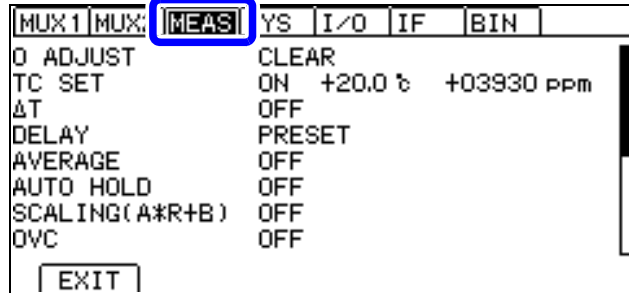 MUX1 MUX MEAS YS I/O IF BIN
0 ADJUST CLEAR
TC SET ON +20.0 ℃ +03930 ppm
ΔT OFF
DELAY PRESET
AVERAGE OFF
AUTO HOLD OFF
SCALING(A*R+B) OFF
OVC OFF
EXIT